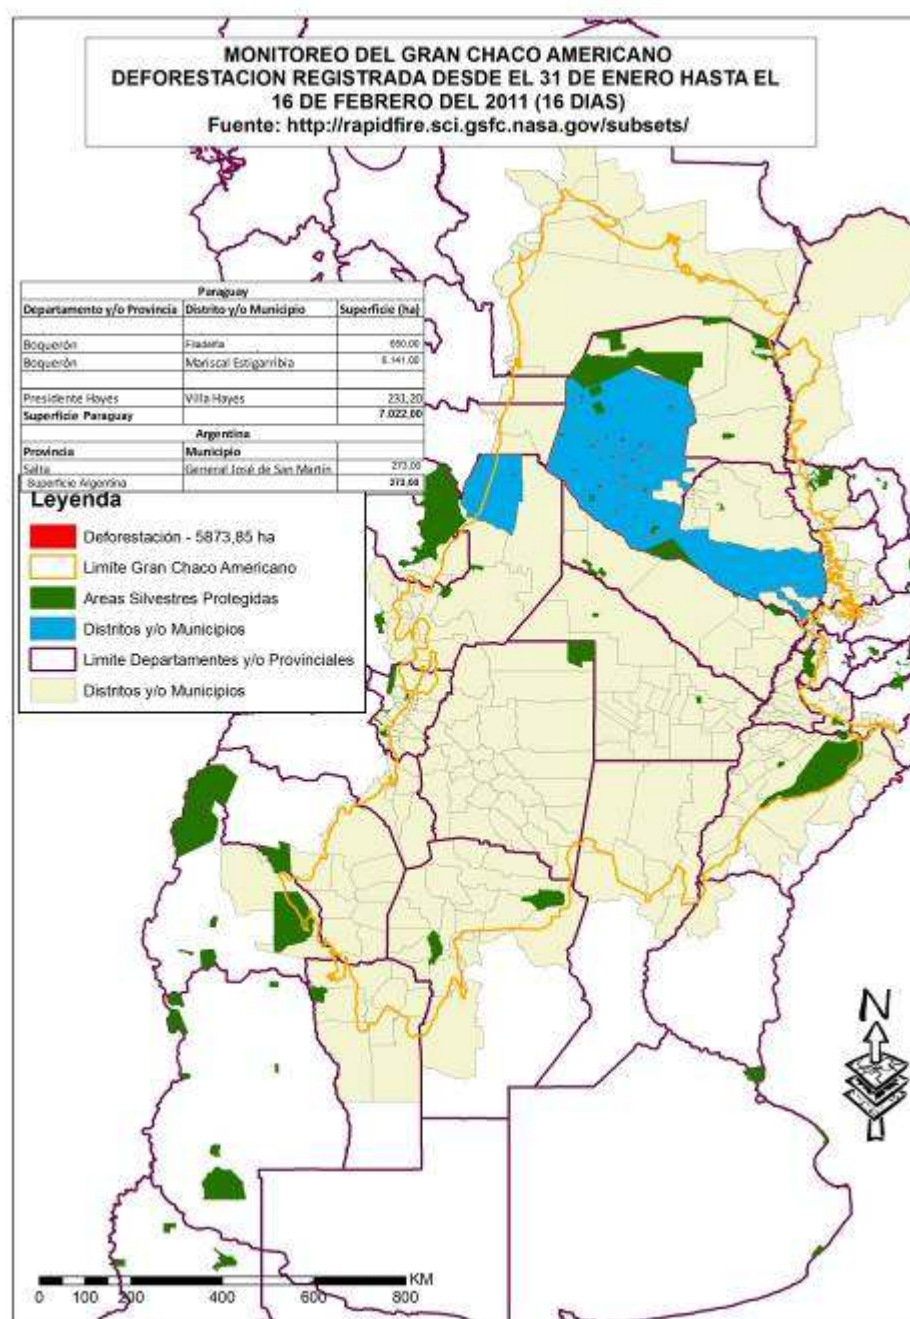 MONITOREO DEL GRAN CHACO AMERICANO
DEFORESTACION REGISTRADA DESDE EL 31 DE ENERO HASTA EL
16 DE FEBRERO DEL 2011 (16 DIAS)
Fuente: http://rapidfire.sci.gsfc.nasa.gov/subsets/
Paraguay
Departamento y/o Provincia Distrito y/o Municipio Superficie (ha)
Boquerón
Boquerón Mariscal Estigarribia 6.141,00
Presidente Hayes Villa Hayes 231,20
Superficie Paraguay 7.022,00
Argentina
Provincia Municipio
Salta General José de San Martín 273,00
Superficie Argentina 273,00
Leyenda
Deforestación - 5873,85 ha
Limite Gran Chaco Americano
Areas Silvestres Protegidas
Distritos y/o Municipios
Limite Departamentes y/o Provinciales
Distritos y/o Municipios
N
KM
0 100 200 400 600 800